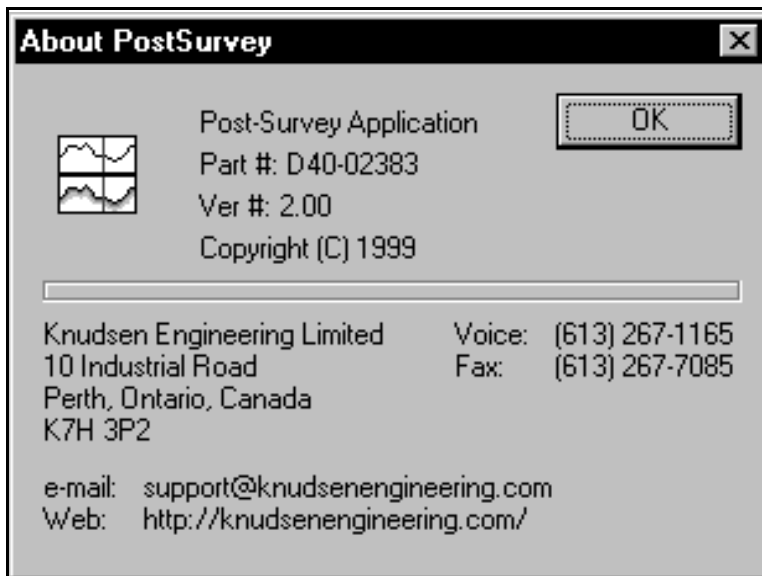 About PostSurvey
Post-Survey Application
OK
Part #: D40-02383
Ver #: 2.00
Copyright (C) 1999
Knudsen Engineering Limited
10 Industrial Road
Perth, Ontario, Canada
K7H 3P2
Voice: (613) 267-1165
Fax: (613) 267-7085
e-mail: support@knudsenengineering.com
Web: http://knudsenengineering.com/